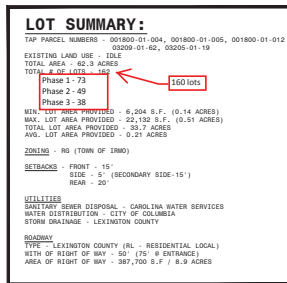 LOT SUMMARY:
TAP PARCEL NUMBERS - 001800-01-004, 001800-01-005, 001800-01-012
03209-01-62, 03205-01-19
EXISTING LAND USE - IDLE
TOTAL AREA - 62.3 ACRES
TOTAL # OF LOTS - 162
160 lots
Phase 1 - 73
Phase 2 - 49
Phase 3 - 38
MIN. LOT AREA PROVIDED - 6,204 S.F. (0.14 ACRES)
MAX. LOT AREA PROVIDED - 22,132 S.F. (0.51 ACRES)
TOTAL LOT AREA PROVIDED - 33.7 ACRES
AVG. LOT AREA PROVIDED - 0.21 ACRES
ZONING - RG (TOWN OF IRMO)
SETBACKS - FRONT - 15'
SIDE - 5' (SECONDARY SIDE-15')
REAR - 20'
UTILITIES
SANITARY SEWER DISPOSAL - CAROLINA WATER SERVICES
WATER DISTRIBUTION - CITY OF COLUMBIA
STORM DRAINAGE - LEXINGTON COUNTY
ROADWAY
TYPE - LEXINGTON COUNTY (RL - RESIDENTIAL LOCAL)
WITH OF RIGHT OF WAY - 50' (75' @ ENTRANCE)
AREA OF RIGHT OF WAY - 387,700 S.F / 8.9 ACRES